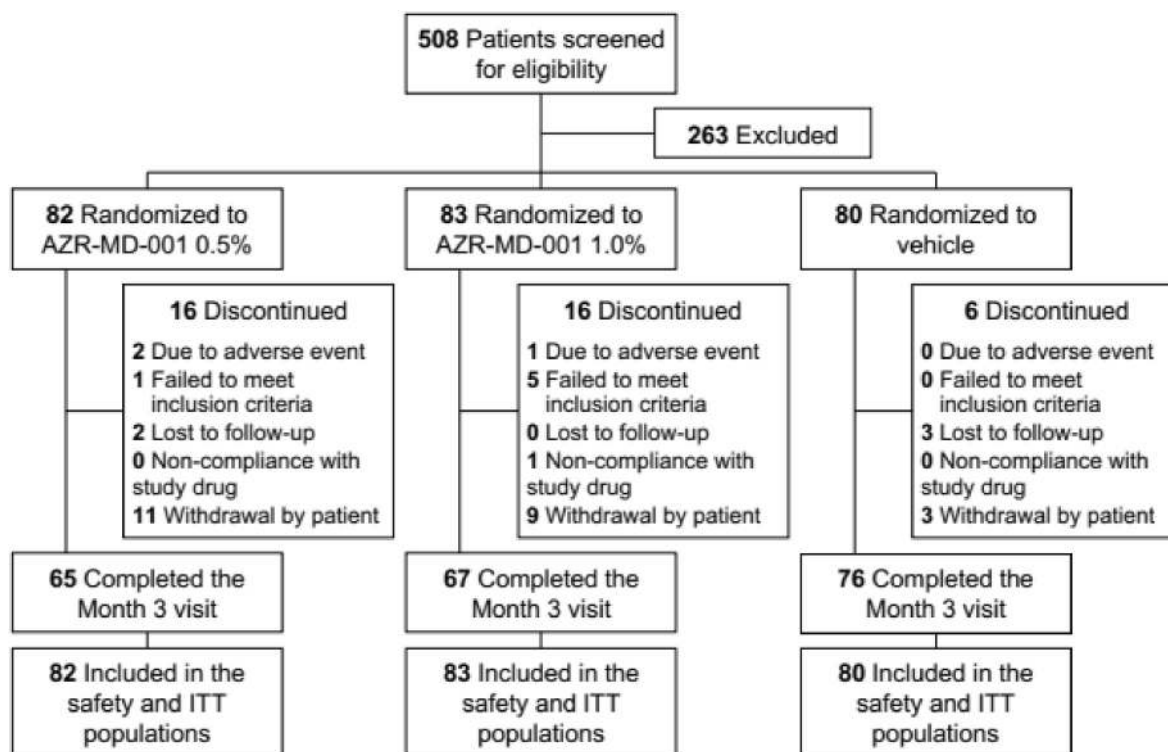 508 Patients screened
for eligibility
263 Excluded
82 Randomized to
AZR-MD-001 0.5%
83 Randomized to
AZR-MD-001 1.0%
80 Randomized to
vehicle
16 Discontinued
2 Due to adverse event
1 Failed to meet
inclusion criteria
2 Lost to follow-up
0 Non-compliance with
study drug
11 Withdrawal by patient
16 Discontinued
1 Due to adverse event
5 Failed to meet
inclusion criteria
0 Lost to follow-up
1 Non-compliance with
study drug
9 Withdrawal by patient
6 Discontinued
0 Due to adverse event
0 Failed to meet
inclusion criteria
3 Lost to follow-up
0 Non-compliance with
study drug
3 Withdrawal by patient
65 Completed the
Month 3 visit
67 Completed the
Month 3 visit
76 Completed the
Month 3 visit
82 Included in the
safety and ITT
populations
83 Included in the
safety and ITT
populations
80 Included in the
safety and ITT
populations